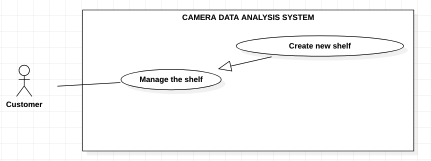 CAMERA DATA ANALYSIS SYSTEM
Create new shelf
Manage the shelf
Customer